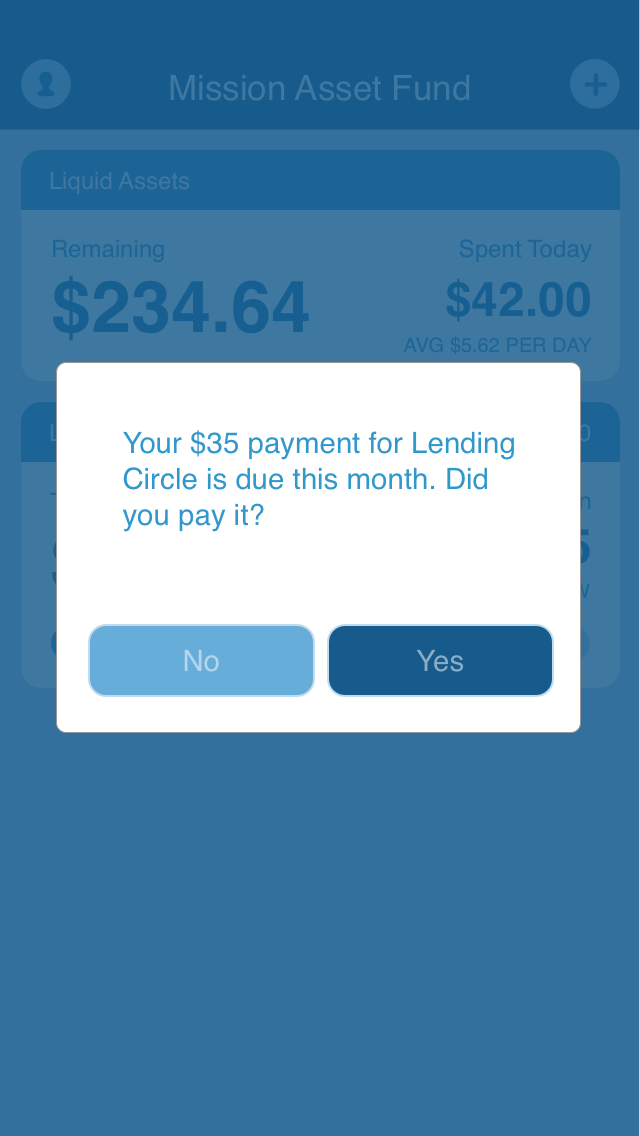 Mission Asset Fund
Liquid Assets
Remaining
Spent Today
$234.64
$42.00
AVG $5.62 PER DAY
Your $35 payment for Lending
Circle is due this month. Did
you pay it?
No
Yes